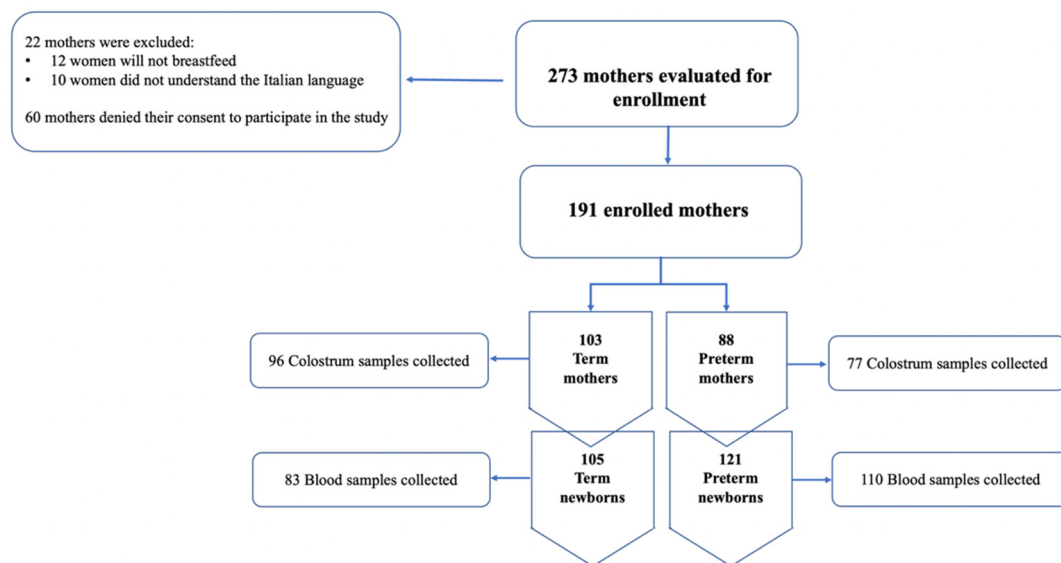 22 mothers were excluded:
• 12 women will not breastfeed
• 10 women did not understand the Italian language
60 mothers denied their consent to participate in the study
273 mothers evaluated for
enrollment
191 enrolled mothers
96 Colostrum samples collected
103
Term
mothers
88
Preterm
mothers
77 Colostrum samples collected
83 Blood samples collected
105
Term
newborns
121
Preterm
newborns
110 Blood samples collected